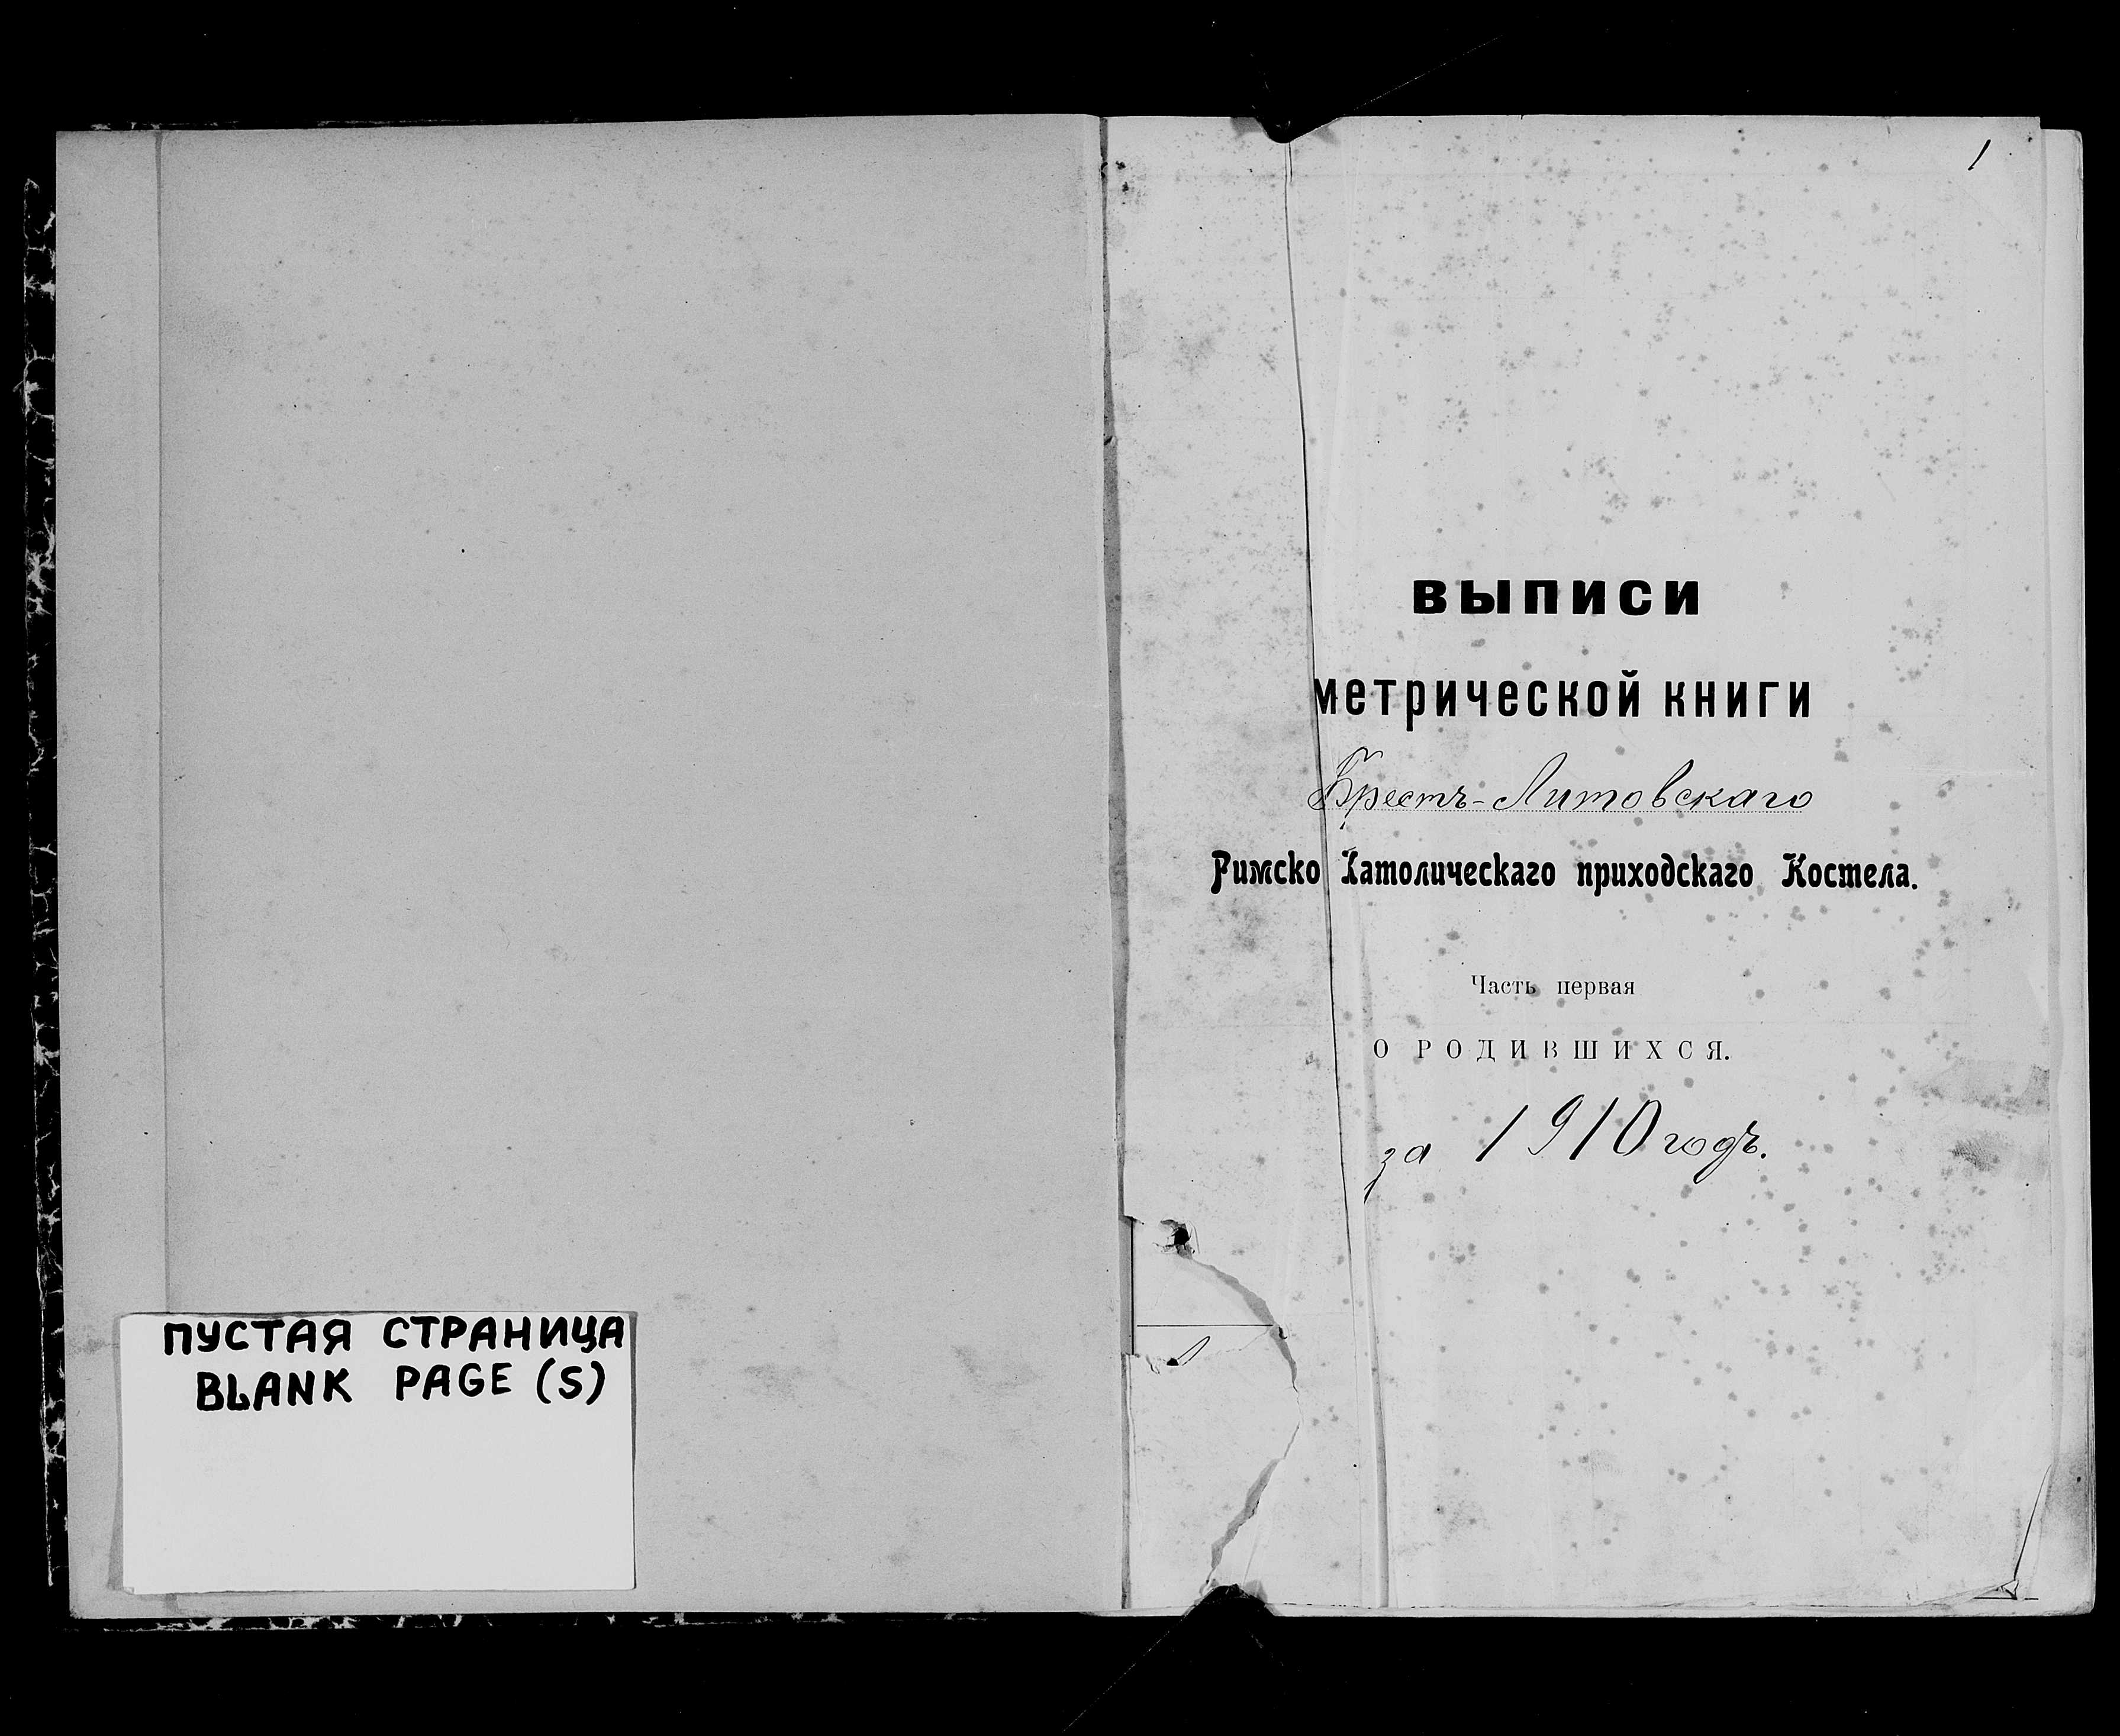 ПУСТАЯ СТРАНИЦА
BLANK PAGE (S)
1
ВЫПИСИ
метрической книги
Брестъ-Литовскаго
Римско Католическаго приходскаго Костела.
Часть первая
О РОДИВШИХСЯ.
за 1910 годъ.